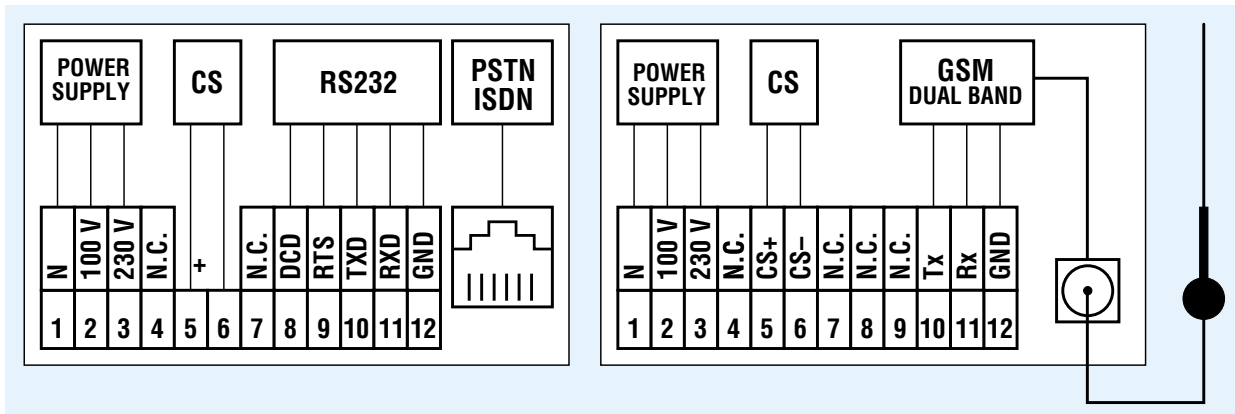 POWER
SUPPLY
CS
RS232
PSTN
ISDN
N
100 V
230 V
N.C.
+
N.C.
DCD
RTS
TXD
RXD
GND
1 2 3 4 5 6 7 8 9 10 11 12
POWER
SUPPLY
CS
GSM
DUAL BAND
N
100 V
230 V
N.C.
CS+
CS–
N.C.
N.C.
N.C.
Tx
Rx
GND
1 2 3 4 5 6 7 8 9 10 11 12